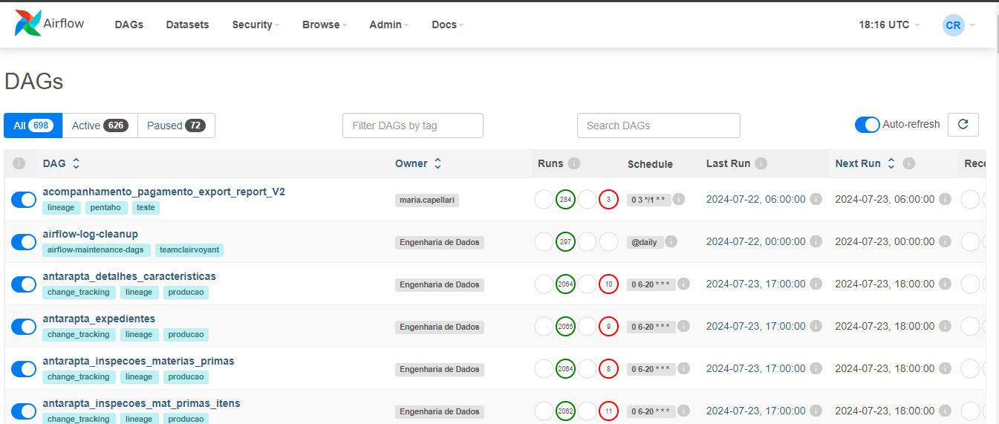 Airflow DAGs Datasets Security Browse Admin Docs 18:16 UTC CR
DAGs
All 698 Active 626 Paused 72 Filter DAGs by tag Search DAGs Auto-refresh
DAG Owner Runs Schedule Last Run Next Run Rece
acompanhamento_pagamento_export_report_V2
lineage pentaho teste
maria.capellari 284 3 0 3 */1 * * 2024-07-22, 06:00:00 2024-07-23, 06:00:00
airflow-log-cleanup
airflow-maintenance-dags teamclairvoyant
Engenharia de Dados 297 @daily 2024-07-22, 00:00:00 2024-07-23, 00:00:00
antarapta_detalhes_caracteristicas
change_tracking lineage producao
Engenharia de Dados 2064 10 0 6-20 * * * 2024-07-23, 17:00:00 2024-07-23, 18:00:00
antarapta_expedientes
change_tracking lineage producao
Engenharia de Dados 2065 9 0 6-20 * * * 2024-07-23, 17:00:00 2024-07-23, 18:00:00
antarapta_inspecoes_materias_primas
change_tracking lineage producao
Engenharia de Dados 2064 8 0 6-20 * * * 2024-07-23, 17:00:00 2024-07-23, 18:00:00
antarapta_inspecoes_mat_primas_itens
change_tracking lineage producao
Engenharia de Dados 2062 11 0 6-20 * * * 2024-07-23, 17:00:00 2024-07-23, 18:00:00